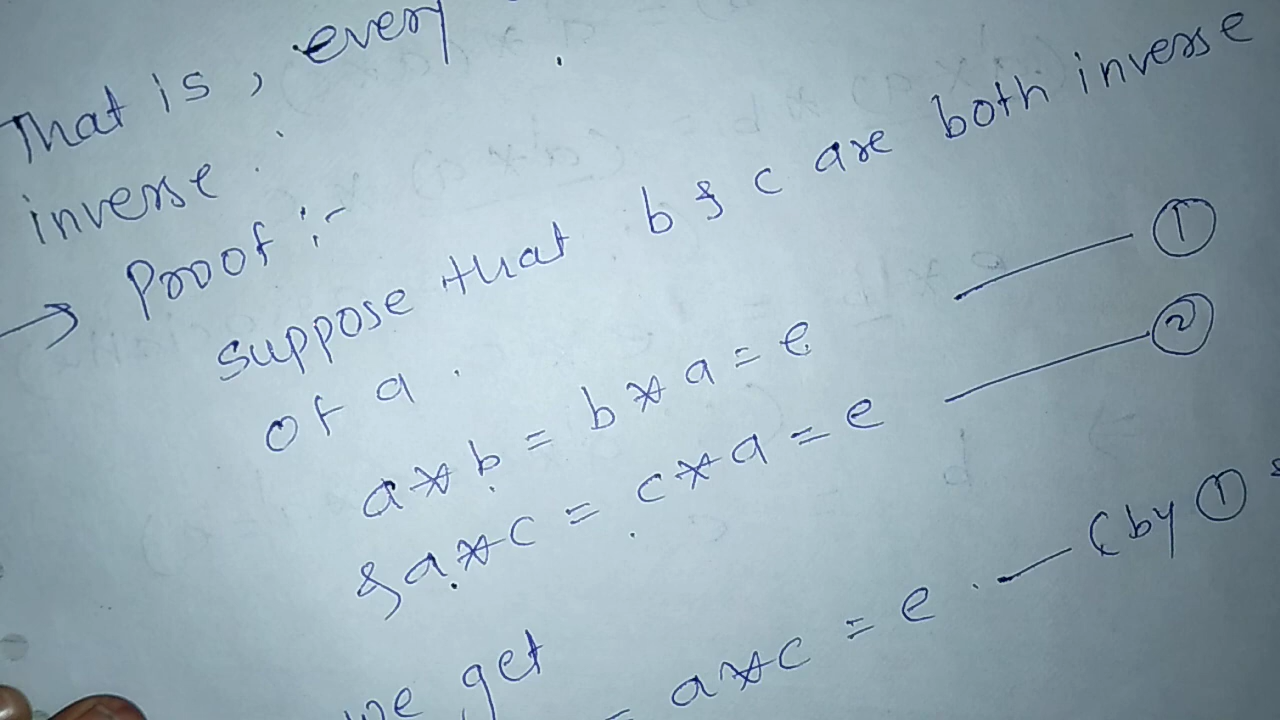 That is, every
inverse.
→ Proof :-
suppose that b & c are both inverse
of a.
a * b = b * a = e —— ①
& a * c = c * a = e —— ②
we get
= a * c = e. — (by ①